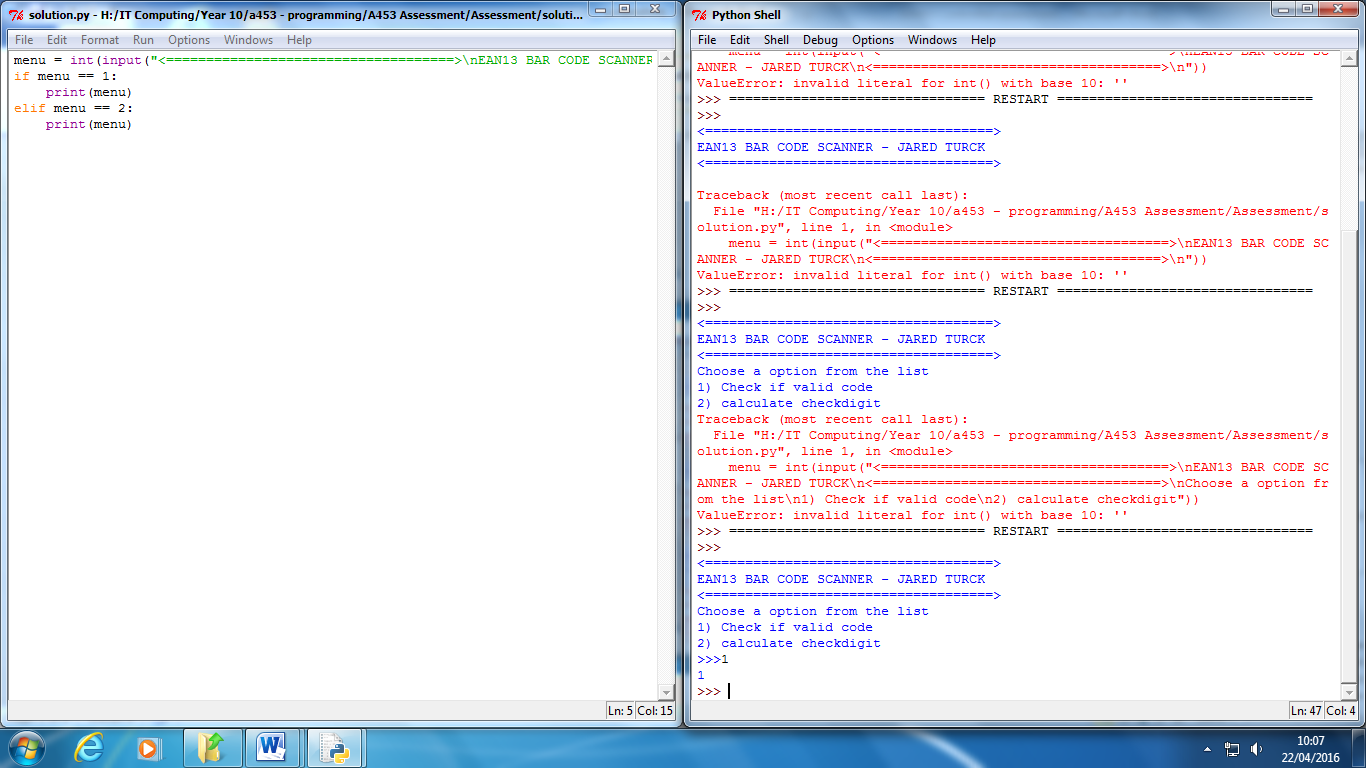 solution.py - H:/IT Computing/Year 10/a453 - programming/A453 Assessment/Assessment/soluti...
File Edit Format Run Options Windows Help
menu = int(input("<====================================>\nEAN13 BAR CODE SCANNER
if menu == 1:
    print(menu)
elif menu == 2:
    print(menu)
Ln: 5 Col: 15
Python Shell
File Edit Shell Debug Options Windows Help
    menu = int(input("<====================================>\nEAN13 BAR CODE SC
ANNER - JARED TURCK\n<====================================>\n"))
ValueError: invalid literal for int() with base 10: ''
>>> ================================ RESTART ================================
>>>
<====================================>
EAN13 BAR CODE SCANNER - JARED TURCK
<====================================>
Traceback (most recent call last):
  File "H:/IT Computing/Year 10/a453 - programming/A453 Assessment/Assessment/s
olution.py", line 1, in <module>
    menu = int(input("<====================================>\nEAN13 BAR CODE SC
ANNER - JARED TURCK\n<====================================>\n"))
ValueError: invalid literal for int() with base 10: ''
>>> ================================ RESTART ================================
>>>
<====================================>
EAN13 BAR CODE SCANNER - JARED TURCK
<====================================>
Choose a option from the list
1) Check if valid code
2) calculate checkdigit
Traceback (most recent call last):
  File "H:/IT Computing/Year 10/a453 - programming/A453 Assessment/Assessment/s
olution.py", line 1, in <module>
    menu = int(input("<====================================>\nEAN13 BAR CODE SC
ANNER - JARED TURCK\n<====================================>\nChoose a option fr
om the list\n1) Check if valid code\n2) calculate checkdigit"))
ValueError: invalid literal for int() with base 10: ''
>>> ================================ RESTART ================================
>>>
<====================================>
EAN13 BAR CODE SCANNER - JARED TURCK
<====================================>
Choose a option from the list
1) Check if valid code
2) calculate checkdigit
>>>1
1
>>>
Ln: 47 Col: 4
10:07
22/04/2016